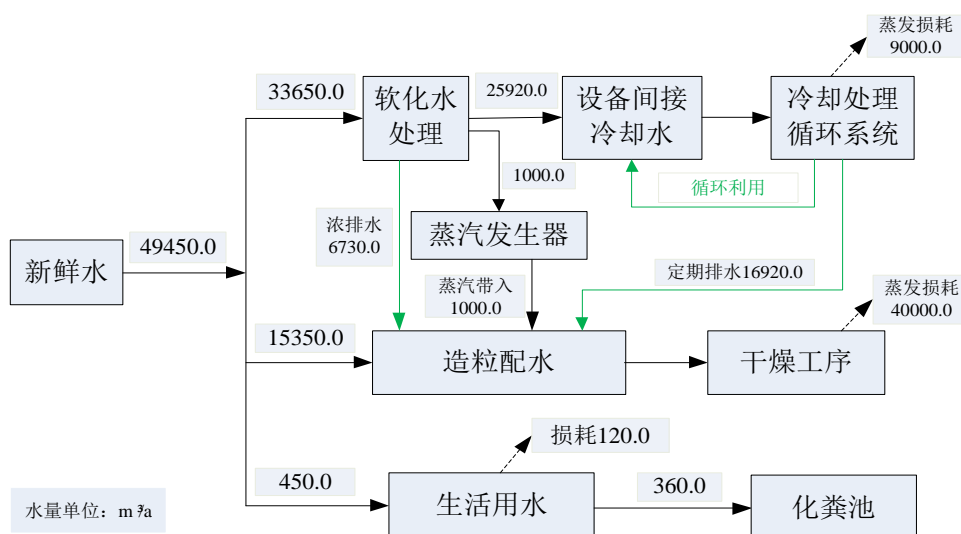 蒸发损耗
9000.0
33650.0
软化水
处理
25920.0
设备间接
冷却水
冷却处理
循环系统
1000.0
循环利用
浓排水
6730.0
蒸汽发生器
新鲜水
49450.0
定期排水16920.0
蒸汽带入
1000.0
蒸发损耗
40000.0
15350.0
造粒配水
干燥工序
损耗120.0
450.0
生活用水
360.0
化粪池
水量单位：m³/a